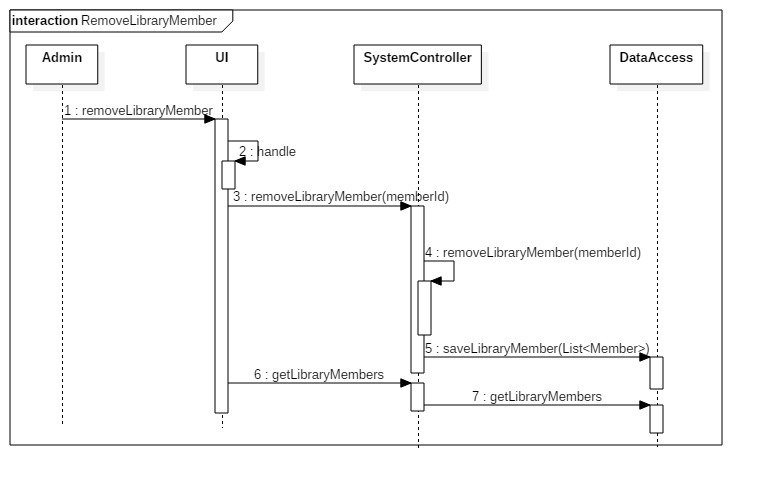 interaction RemoveLibraryMember
Admin
UI
SystemController
DataAccess
1 : removeLibraryMember
2 : handle
3 : removeLibraryMember(memberId)
4 : removeLibraryMember(memberId)
5 : saveLibraryMember(List<Member>)
6 : getLibraryMembers
7 : getLibraryMembers